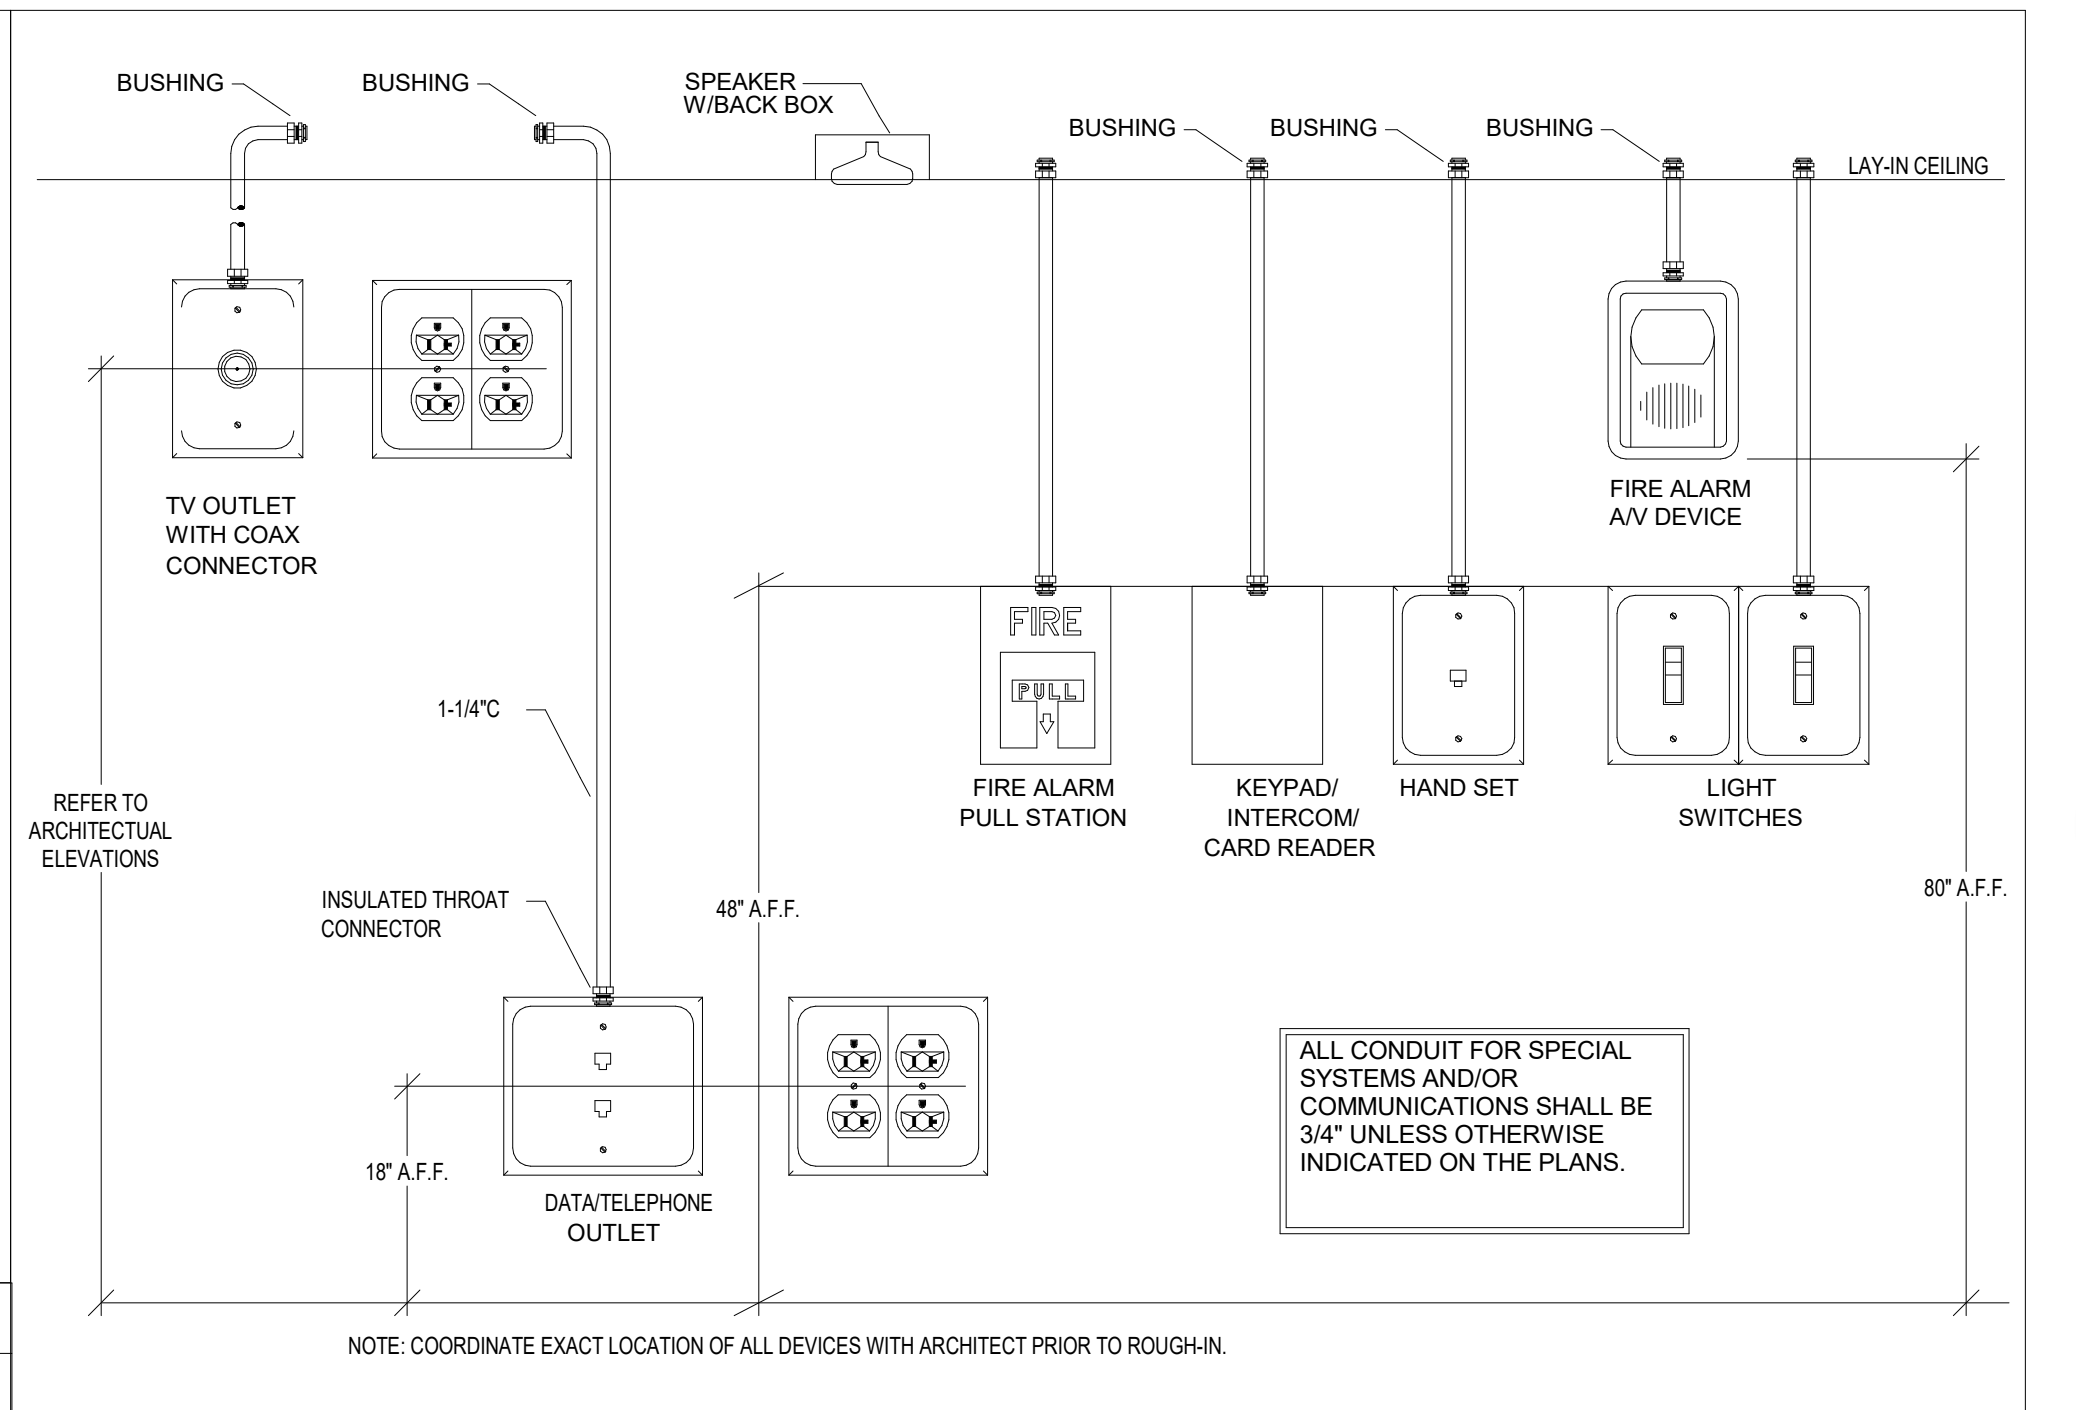 BUSHING
BUSHING
SPEAKER
W/BACK BOX
BUSHING
BUSHING
BUSHING
LAY-IN CEILING
TV OUTLET
WITH COAX
CONNECTOR
FIRE ALARM
A/V DEVICE
FIRE
PULL
1-1/4"C
FIRE ALARM
PULL STATION
KEYPAD/
INTERCOM/
CARD READER
HAND SET
LIGHT
SWITCHES
REFER TO
ARCHITECTUAL
ELEVATIONS
INSULATED THROAT
CONNECTOR
48" A.F.F.
80" A.F.F.
18" A.F.F.
DATA/TELEPHONE
OUTLET
ALL CONDUIT FOR SPECIAL
SYSTEMS AND/OR
COMMUNICATIONS SHALL BE
3/4" UNLESS OTHERWISE
INDICATED ON THE PLANS.
NOTE: COORDINATE EXACT LOCATION OF ALL DEVICES WITH ARCHITECT PRIOR TO ROUGH-IN.